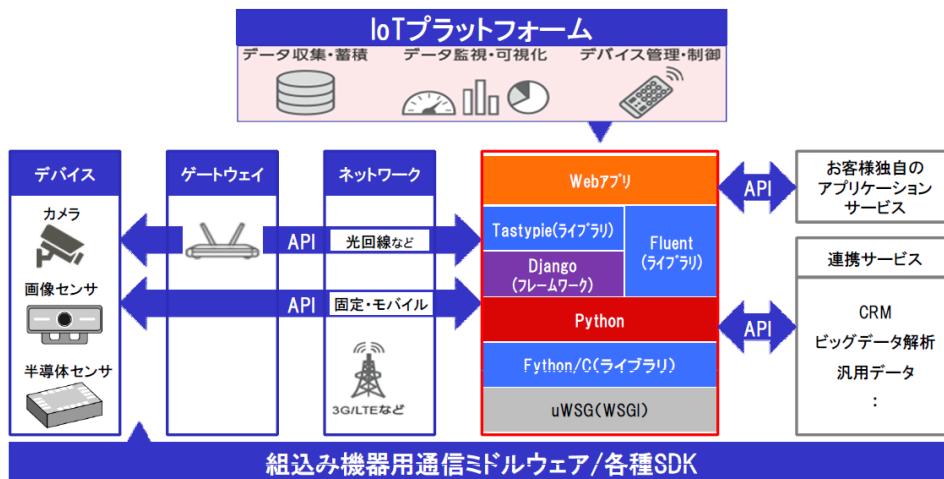 IoTプラットフォーム
データ収集・蓄積
データ監視・可視化
デバイス管理・制御
デバイス
カメラ
画像センサ
半導体センサ
ゲートウェイ
ネットワーク
API
光回線など
API
固定・モバイル
3G/LTEなど
Webアプリ
Tastypie(ライブラリ)
Fluent
(ライブラリ)
Django
(フレームワーク)
Python
Fython/C(ライブラリ)
uWSG(WSGI)
API
お客様独自の
アプリケーション
サービス
API
連携サービス
CRM
ビッグデータ解析
汎用データ
:
組込み機器用通信ミドルウェア/各種SDK